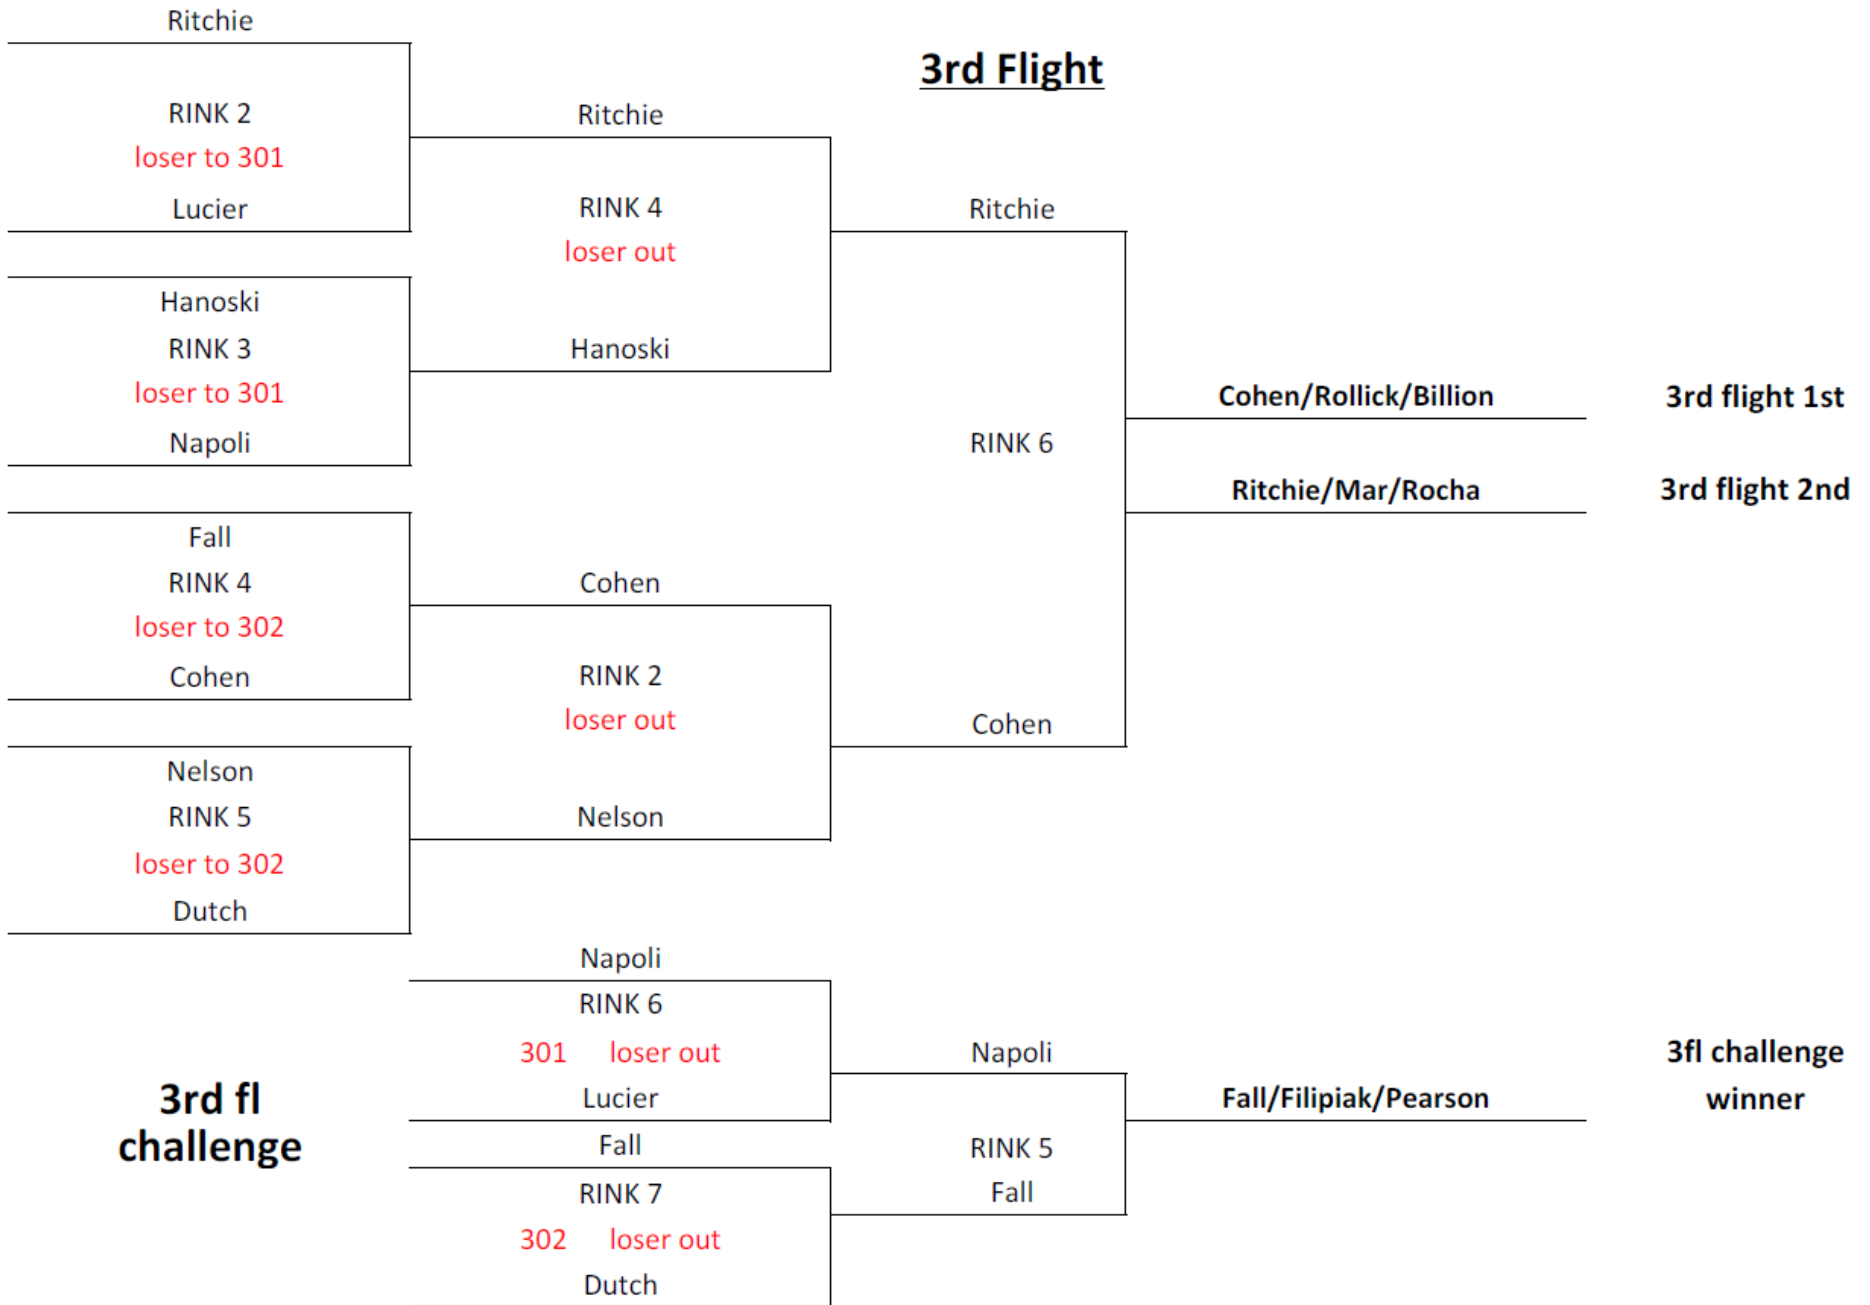 Ritchie
3rd Flight
RINK 2
Ritchie
loser to 301
Lucier
RINK 4
Ritchie
loser out
Hanoski
RINK 3
Hanoski
loser to 301
Cohen/Rollick/Billion
3rd flight 1st
Napoli
RINK 6
Ritchie/Mar/Rocha
3rd flight 2nd
Fall
RINK 4
Cohen
loser to 302
Cohen
RINK 2
loser out
Cohen
Nelson
RINK 5
Nelson
loser to 302
Dutch
Napoli
RINK 6
301 loser out
Napoli
3fl challenge
winner
3rd fl
challenge
Lucier
Fall/Filipiak/Pearson
Fall
RINK 5
RINK 7
Fall
302 loser out
Dutch